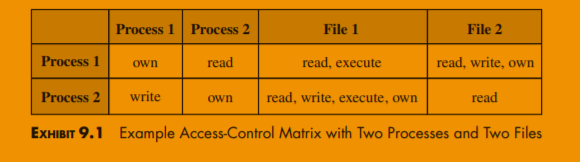 Process 1 Process 2 File 1 File 2
Process 1 own read read, execute read, write, own
Process 2 write own read, write, execute, own read
EXHIBIT 9.1 Example Access-Control Matrix with Two Processes and Two Files